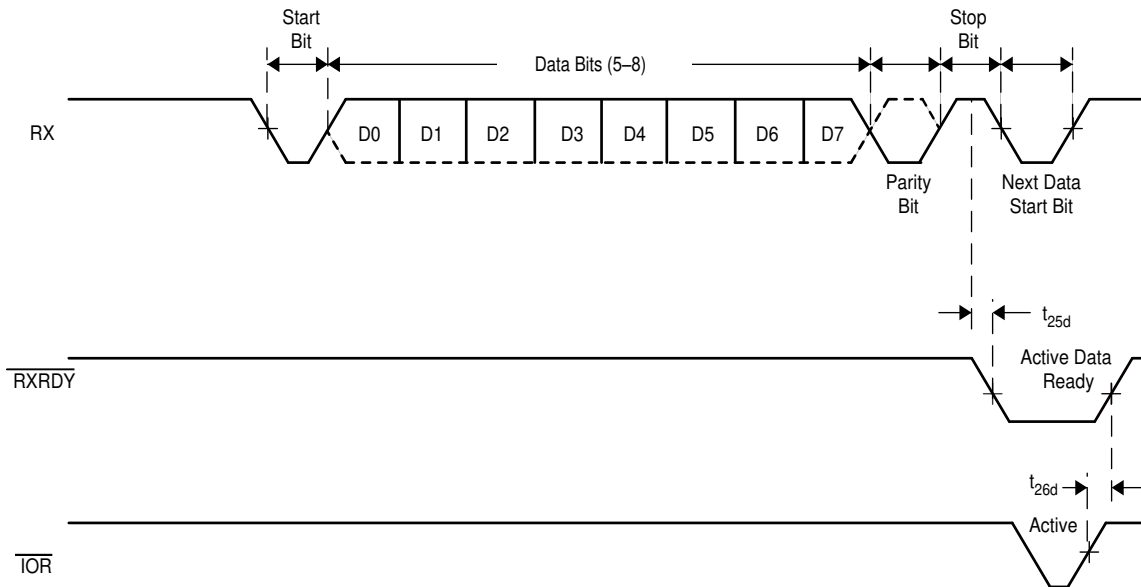 Start
Bit
Data Bits (5–8)
Stop
Bit
RX
D0 D1 D2 D3 D4 D5 D6 D7
Parity
Bit
Next Data
Start Bit
t25d
RXRDY
Active Data
Ready
t26d
Active
IOR